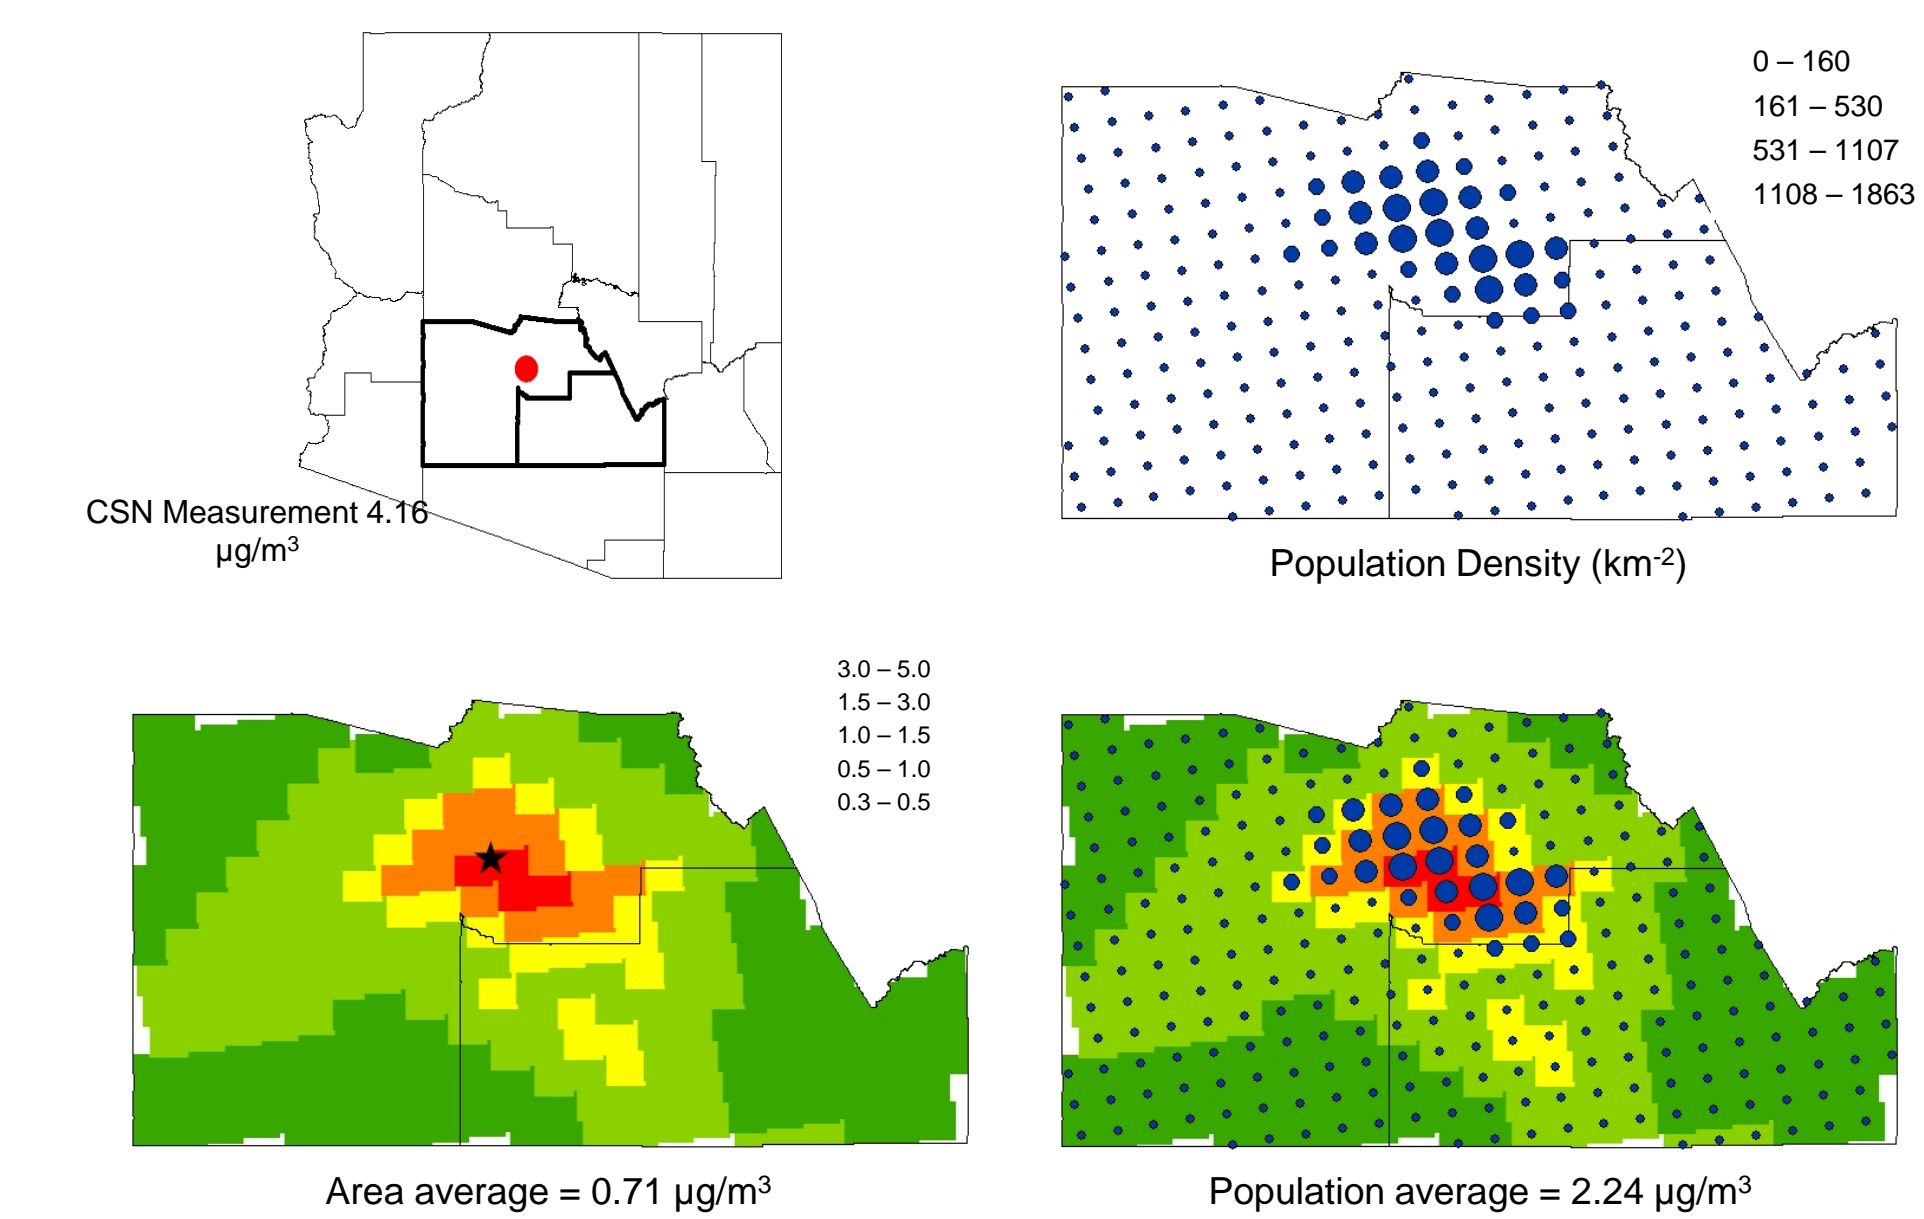 0 – 160
161 – 530
531 – 1107
1108 – 1863
CSN Measurement 4.16
µg/m³
Population Density (km⁻²)
3.0 – 5.0
1.5 – 3.0
1.0 – 1.5
0.5 – 1.0
0.3 – 0.5
Area average = 0.71 µg/m³
Population average = 2.24 µg/m³